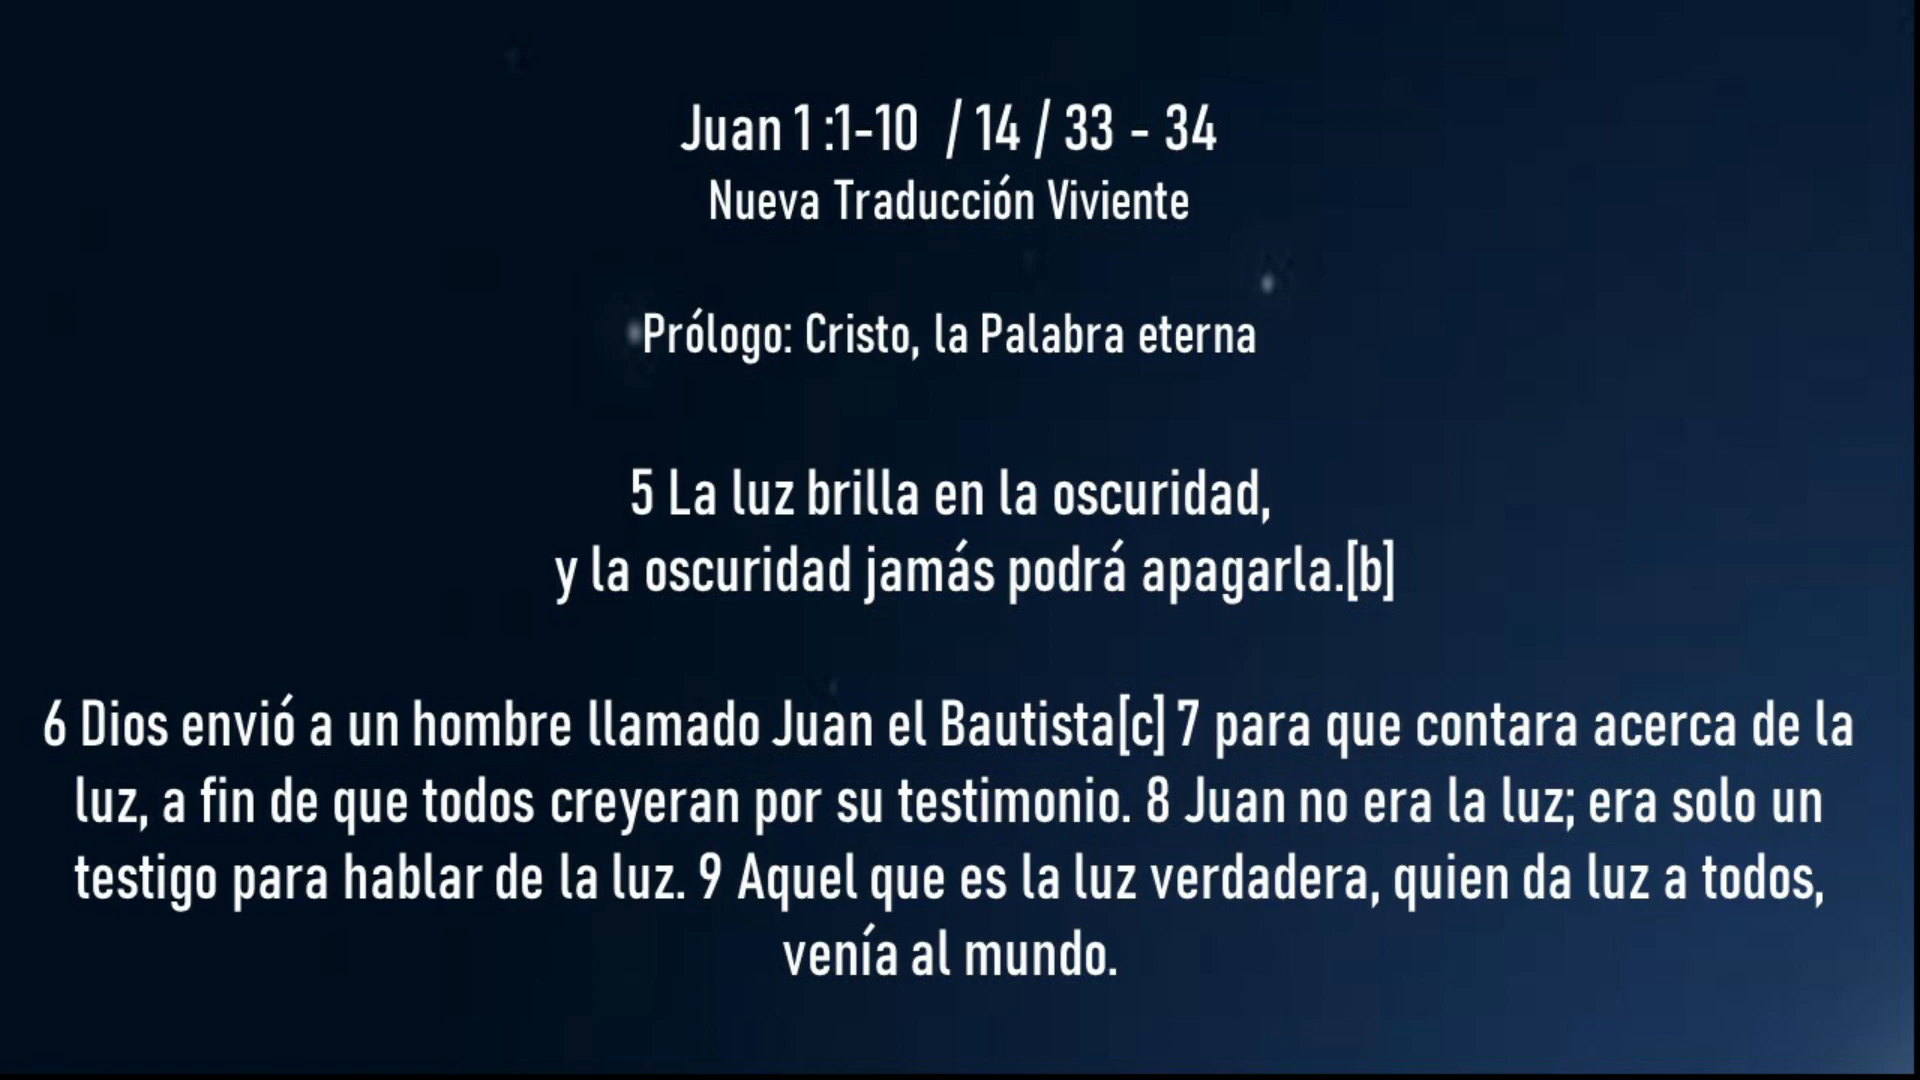 Juan 1 :1-10 / 14 / 33 - 34
Nueva Traducción Viviente
Prólogo: Cristo, la Palabra eterna
5 La luz brilla en la oscuridad,
y la oscuridad jamás podrá apagarla.[b]
6 Dios envió a un hombre llamado Juan el Bautista[c] 7 para que contara acerca de la
luz, a fin de que todos creyeran por su testimonio. 8 Juan no era la luz; era solo un
testigo para hablar de la luz. 9 Aquel que es la luz verdadera, quien da luz a todos,
venía al mundo.